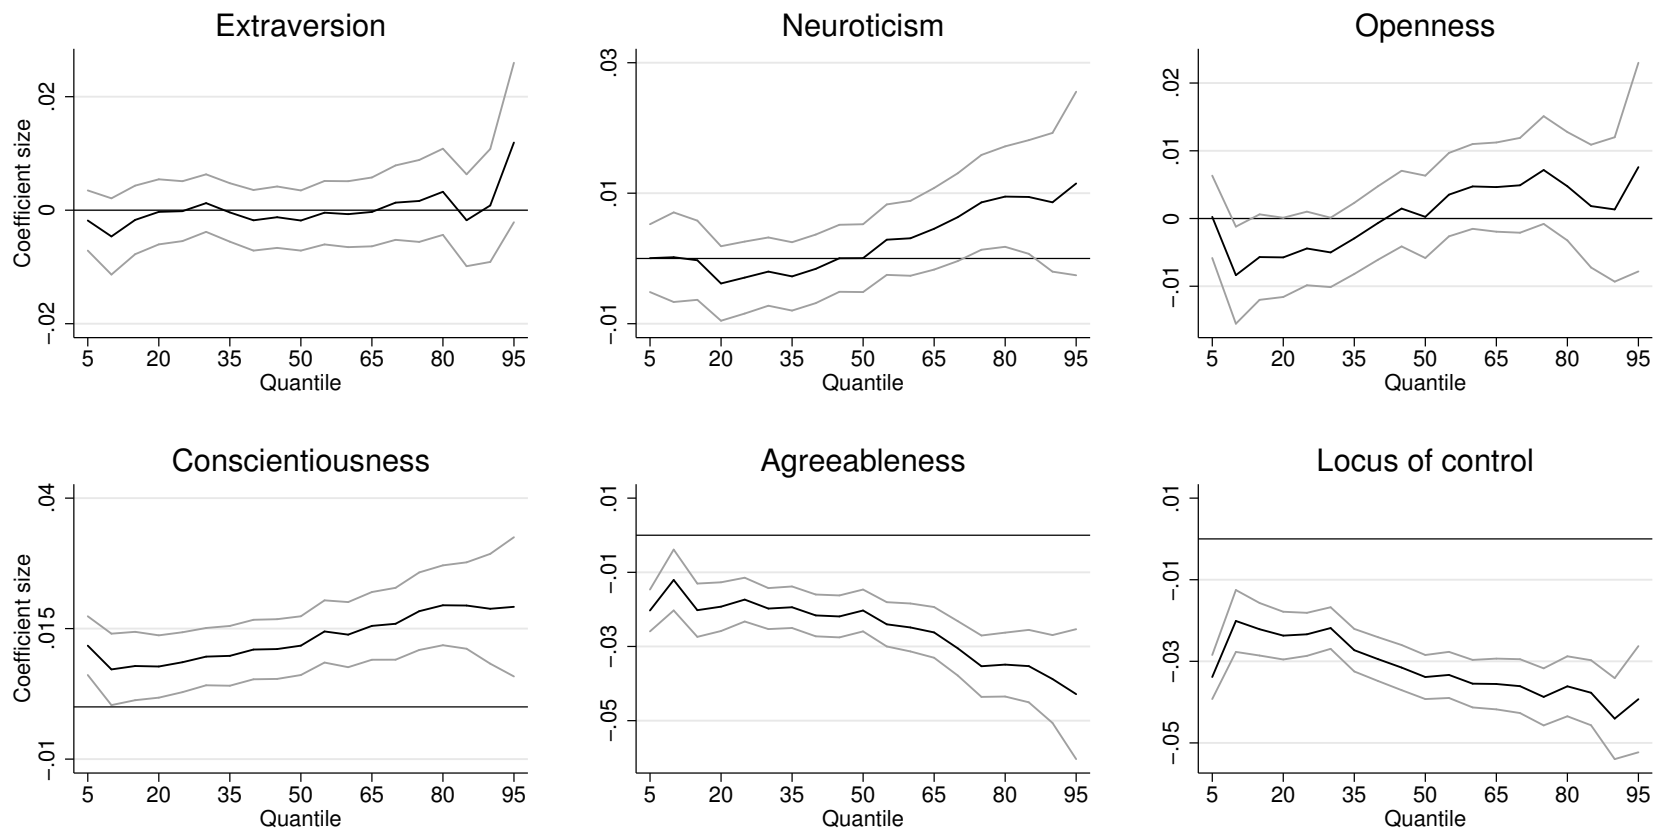 Extraversion
Coefficient size
.02
0
−.02
5 20 35 50 65 80 95
Quantile
Neuroticism
.03
.01
−.01
5 20 35 50 65 80 95
Quantile
Openness
.02
.01
0
−.01
5 20 35 50 65 80 95
Quantile
Conscientiousness
Coefficient size
.04
.015
−.01
5 20 35 50 65 80 95
Quantile
Agreeableness
.01
−.01
−.03
−.05
5 20 35 50 65 80 95
Quantile
Locus of control
.01
−.01
−.03
−.05
5 20 35 50 65 80 95
Quantile